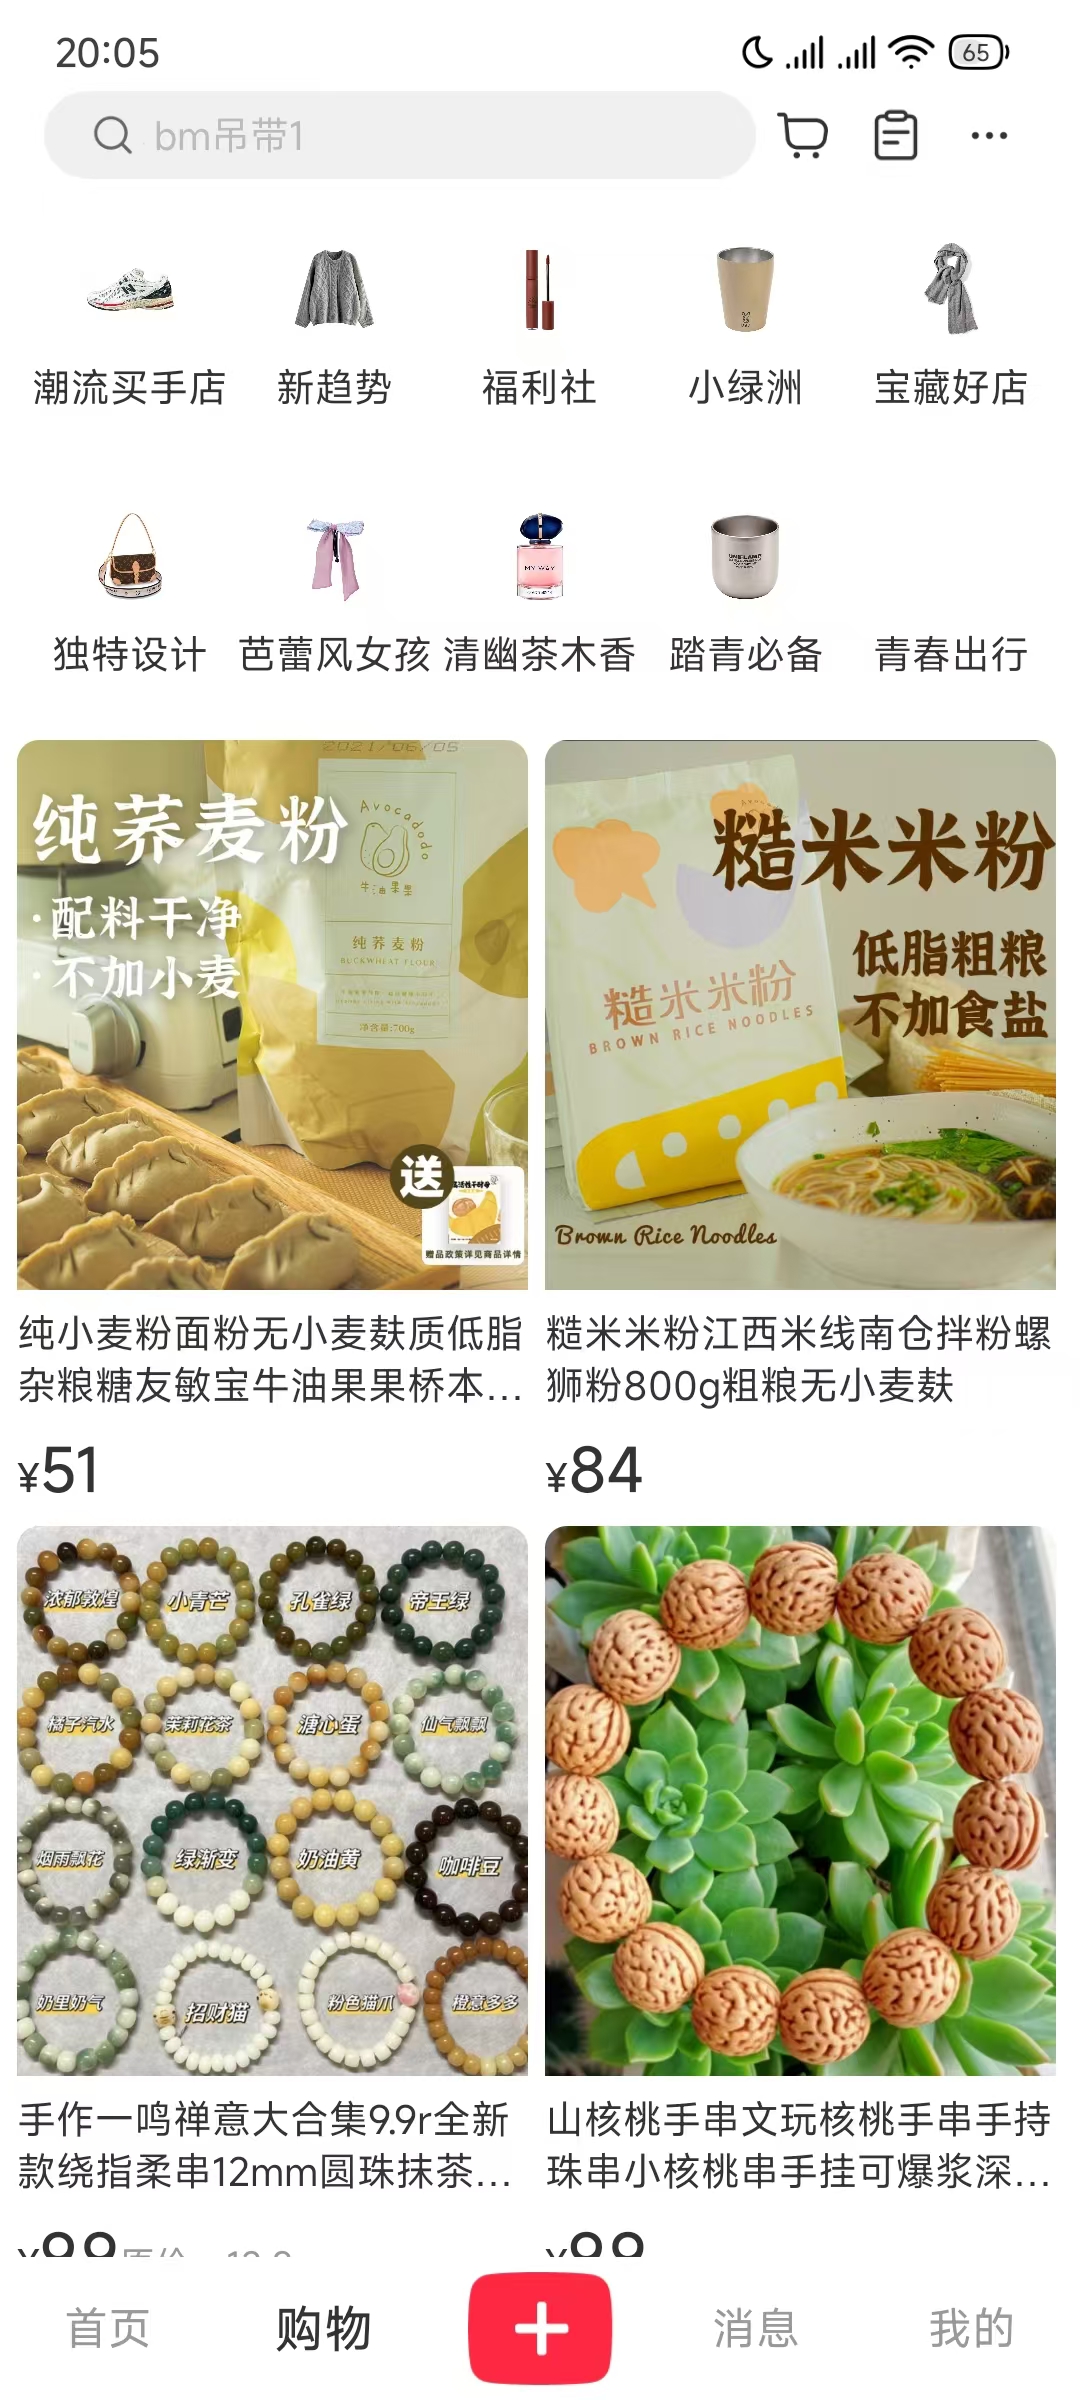 20:05
65
bm吊带1
潮流买手店 新趋势 福利社 小绿洲 宝藏好店
MY WAY
UNIFLAME
独特设计 芭蕾风女孩 清幽茶木香 踏青必备 青春出行
2021/06/05
纯荞麦粉
·配料干净
·不加小麦
Avocadodo
牛油果果
纯荞麦粉
BUCKWHEAT FLOUR
净含量:700g
送
赠品政策详见商品详情
糙米米粉
低脂粗粮
不加食盐
糙米米粉
BROWN RICE NOODLES
Brown Rice Noodles
纯小麦粉面粉无小麦麸质低脂
杂粮糖友敏宝牛油果果桥本...
¥51
糙米米粉江西米线南仓拌粉螺
狮粉800g粗粮无小麦麸
¥84
浓郁敦煌 小青芒 孔雀绿 帝王绿
橘子汽水 茉莉花茶 溏心蛋 仙气飘飘
烟雨飘花 绿渐变 奶油黄 咖啡豆
奶里奶气 招财猫 粉色猫爪 橙意多多
手作一鸣禅意大合集9.9r全新
款绕指柔串12mm圆珠抹茶...
山核桃手串文玩核桃手串手持
珠串小核桃串手挂可爆浆深...
首页 购物 消息 我的